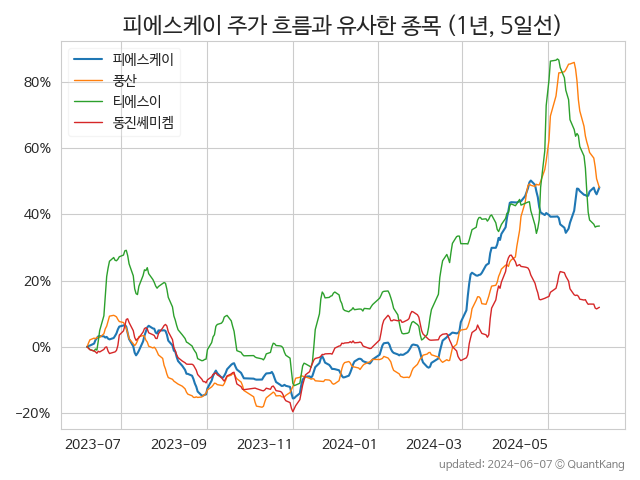 피에스케이 주가 흐름과 유사한 종목 (1년, 5일선)
피에스케이
풍산
티에스이
동진쎄미켐
80%
60%
40%
20%
0%
−20%
2023-07 2023-09 2023-11 2024-01 2024-03 2024-05
updated: 2024-06-07 © QuantKang